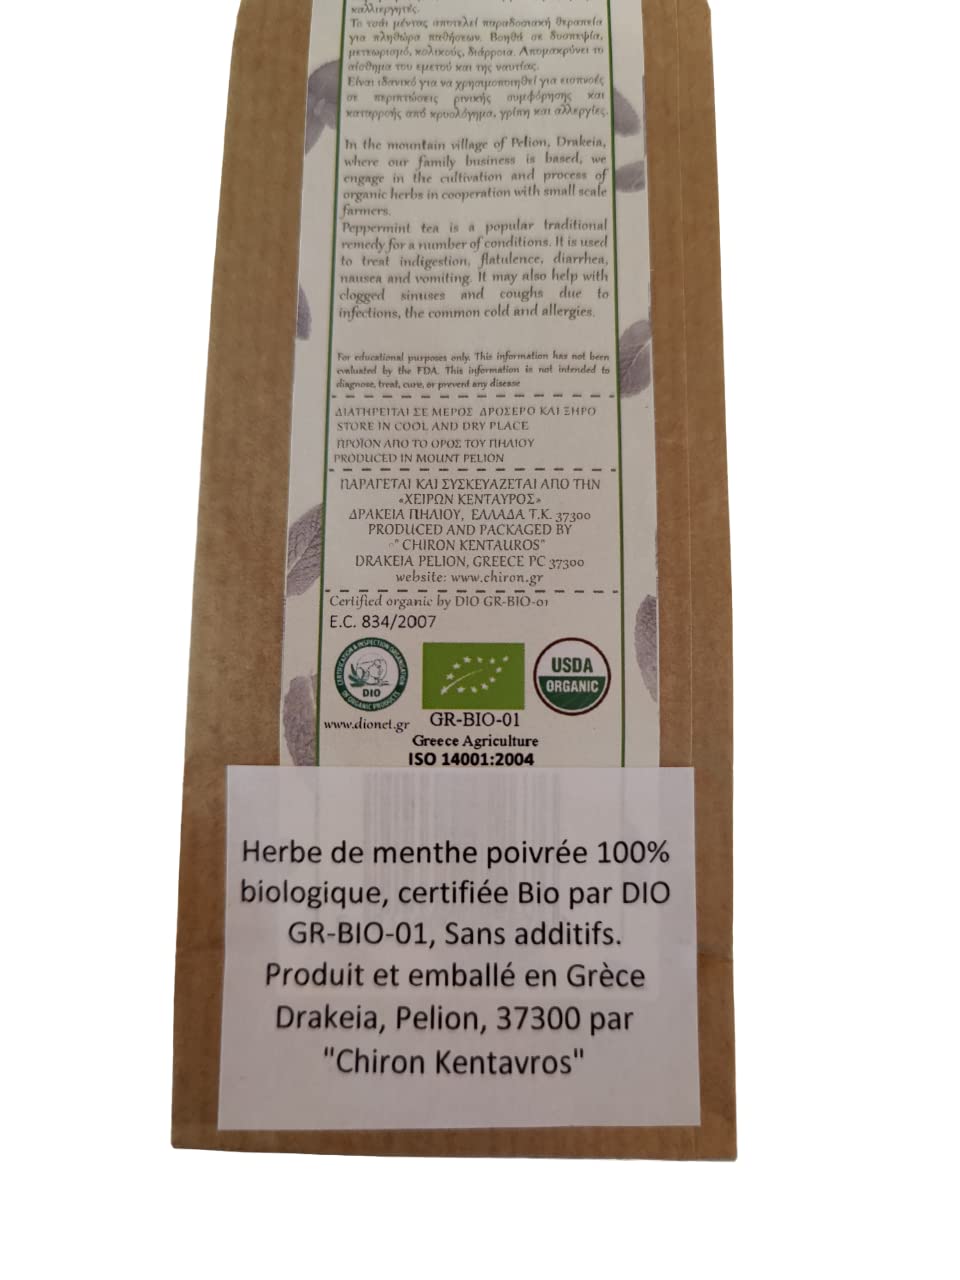 καλλιεργητές.
Το τσάι μέντας αποτελεί παραδοσιακή θεραπεία
για πληθώρα παθήσεων. Βοηθά σε δυσπεψία,
μετεωρισμό, κολικούς, διάρροια. Απομακρύνει το
αίσθημα του εμετού και της ναυτίας.
Είναι ιδανικό για να χρησιμοποιηθεί για εισπνοές
σε περιπτώσεις ρινικής συμφόρησης και
καταρροής από κρυολόγημα, γρίπη και αλλεργίες.
In the mountain village of Pelion, Drakeia,
where our family business is based, we
engage in the cultivation and process of
organic herbs in cooperation with small scale
farmers.
Peppermint tea is a popular traditional
remedy for a number of conditions. It is used
to treat indigestion, flatulence, diarrhea,
nausea and vomiting. It may also help with
clogged sinuses and coughs due to
infections, the common cold and allergies.
For educational purposes only. This information has not been
evaluated by the FDA. This information is not intended to
diagnose, treat, cure, or prevent any disease
ΔΙΑΤΗΡΕΙΤΑΙ ΣΕ ΜΕΡΟΣ ΔΡΟΣΕΡΟ ΚΑΙ ΞΗΡΟ
STORE IN COOL AND DRY PLACE
ΠΡΟΪΟΝ ΑΠΟ ΤΟ ΟΡΟΣ ΤΟΥ ΠΗΛΙΟΥ
PRODUCED IN MOUNT PELION
ΠΑΡΑΓΕΤΑΙ ΚΑΙ ΣΥΣΚΕΥΑΖΕΤΑΙ ΑΠΟ ΤΗΝ
«ΧΕΙΡΩΝ ΚΕΝΤΑΥΡΟΣ»
ΔΡΑΚΕΙΑ ΠΗΛΙΟΥ, ΕΛΛΑΔΑ Τ.Κ. 37300
PRODUCED AND PACKAGED BY
" CHIRON KENTAUROS"
DRAKEIA PELION, GREECE PC 37300
website: www.chiron.gr
Certified organic by DIO GR-BIO-01
E.C. 834/2007
CERTIFICATION & INSPECTION ORGANISATION
DIO
OF ORGANIC PRODUCTS
USDA
ORGANIC
www.dionet.gr GR-BIO-01
Greece Agriculture
ISO 14001:2004
Herbe de menthe poivrée 100%
biologique, certifiée Bio par DIO
GR-BIO-01, Sans additifs.
Produit et emballé en Grèce
Drakeia, Pelion, 37300 par
"Chiron Kentavros"